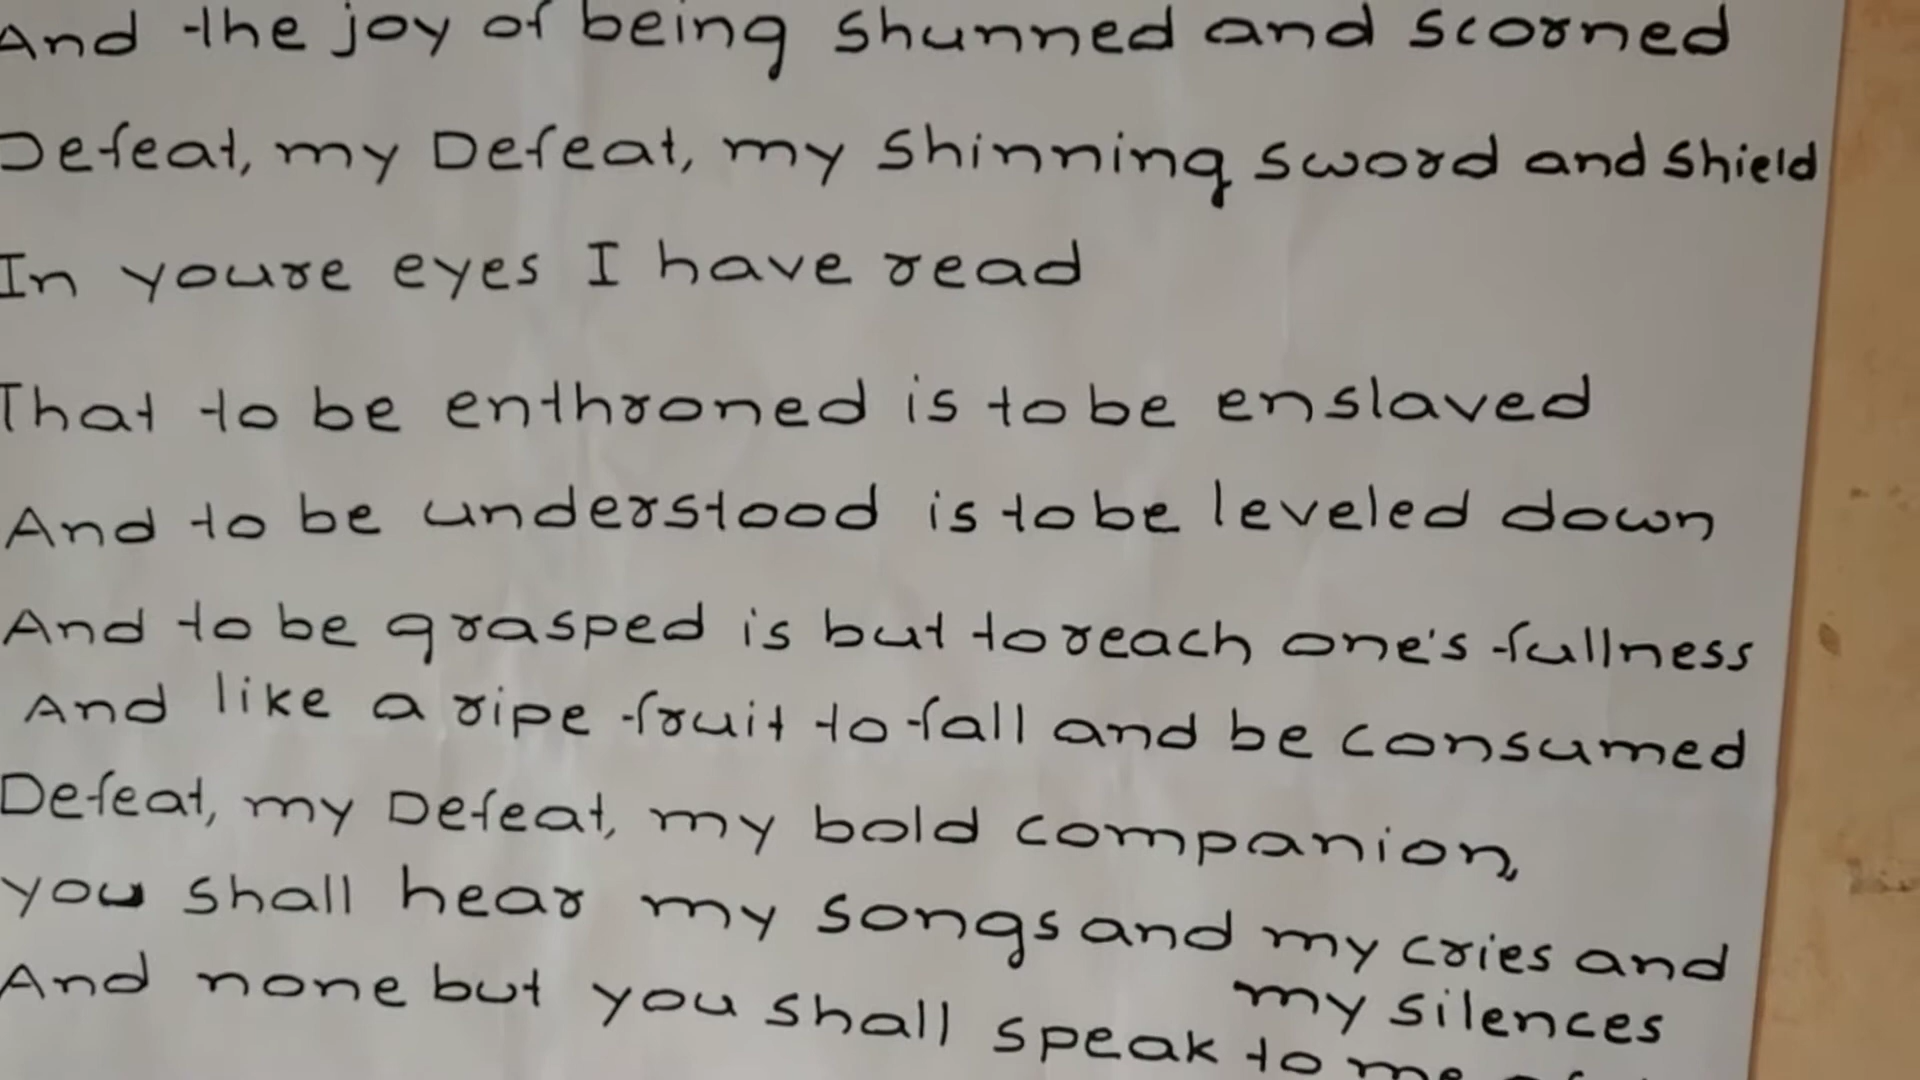 And the joy of being shunned and scorned
Defeat, my Defeat, my shinning sword and shield
In youre eyes I have read
That to be enthroned is to be enslaved
And to be understood is to be leveled down
And to be grasped is but to reach one's fullness
And like a ripe fruit to fall and be consumed
Defeat, my Defeat, my bold companion,
you shall hear my songs and my cries and
my silences
And none but you shall speak to me